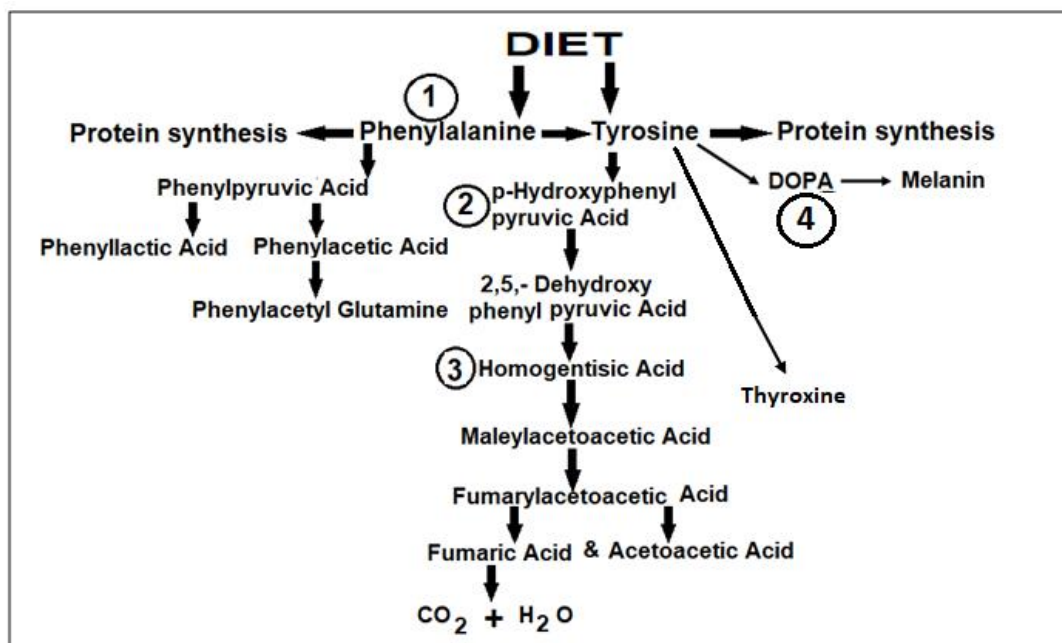 DIET
1
Protein synthesis Phenylalanine Tyrosine Protein synthesis
Phenylpyruvic Acid
2 p-Hydroxyphenyl
pyruvic Acid
DOPA Melanin
4
Phenyllactic Acid Phenylacetic Acid
2,5,- Dehydroxy
phenyl pyruvic Acid
Phenylacetyl Glutamine
3 Homogentisic Acid
Thyroxine
Maleylacetoacetic Acid
Fumarylacetoacetic Acid
Fumaric Acid & Acetoacetic Acid
CO2 + H2O